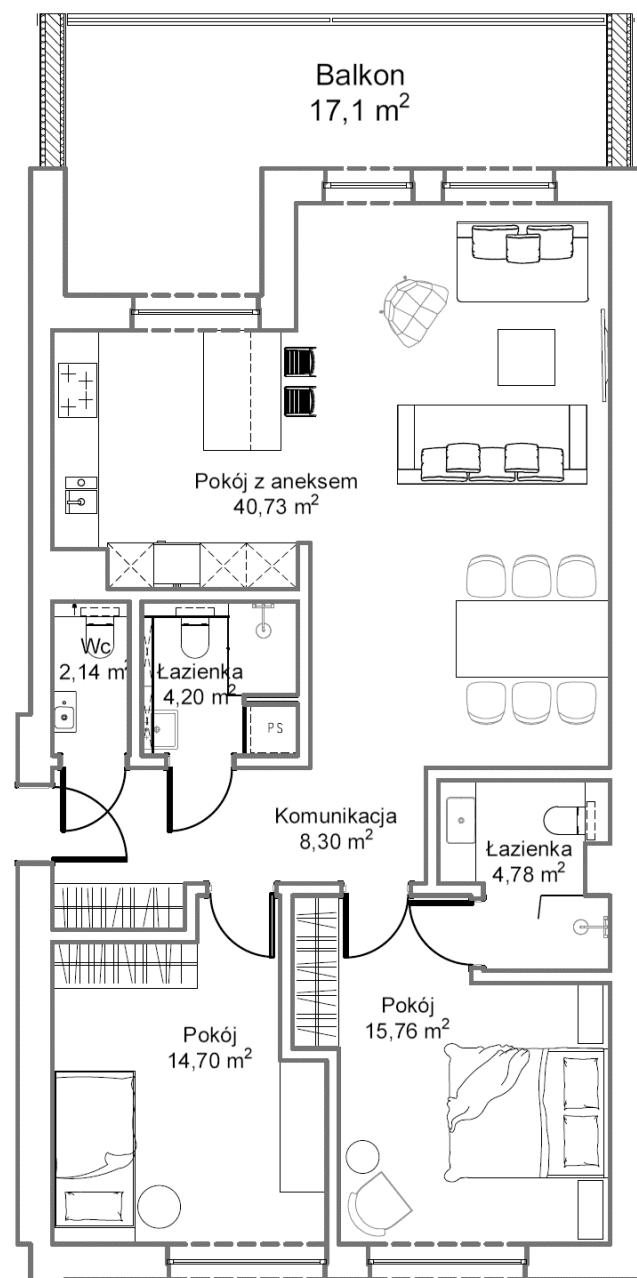 Balkon
17,1 m²
Pokój z aneksem
40,73 m²
Wc
2,14 m²
Łazienka
4,20 m²
PS
Komunikacja
8,30 m²
Łazienka
4,78 m²
Pokój
14,70 m²
Pokój
15,76 m²